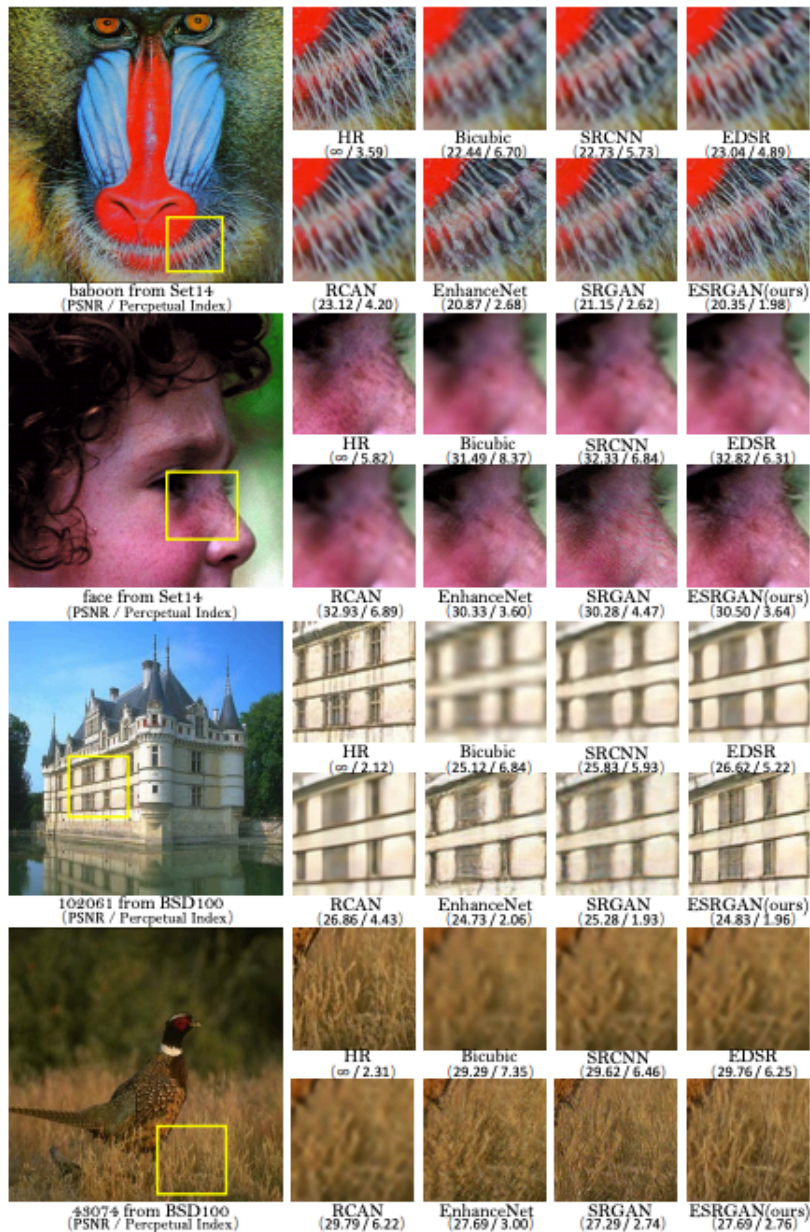 HR Bicubic SRCNN EDSR
(∞ / 3.59) (22.44 / 6.70) (22.73 / 5.73) (23.04 / 4.89)
baboon from Set14 RCAN EnhanceNet SRGAN ESRGAN(ours)
(PSNR / Percpetual Index) (23.12 / 4.20) (20.87 / 2.68) (21.15 / 2.62) (20.35 / 1.98)
HR Bicubic SRCNN EDSR
(∞ / 5.82) (31.49 / 8.37) (32.33 / 6.84) (32.82 / 6.31)
face from Set14 RCAN EnhanceNet SRGAN ESRGAN(ours)
(PSNR / Percpetual Index) (32.93 / 6.89) (30.33 / 3.60) (30.28 / 4.47) (30.50 / 3.64)
HR Bicubic SRCNN EDSR
(∞ / 2.12) (25.12 / 6.84) (25.83 / 5.93) (26.62 / 5.22)
102061 from BSD100 RCAN EnhanceNet SRGAN ESRGAN(ours)
(PSNR / Percpetual Index) (26.86 / 4.43) (24.73 / 2.06) (25.28 / 1.93) (24.83 / 1.96)
HR Bicubic SRCNN EDSR
(∞ / 2.31) (29.29 / 7.35) (29.62 / 6.46) (29.76 / 6.25)
43074 from BSD100 RCAN EnhanceNet SRGAN ESRGAN(ours)
(PSNR / Percpetual Index) (29.79 / 6.22) (27.69 / 3.00) (27.29 / 2.74) (27.69 / 2.76)